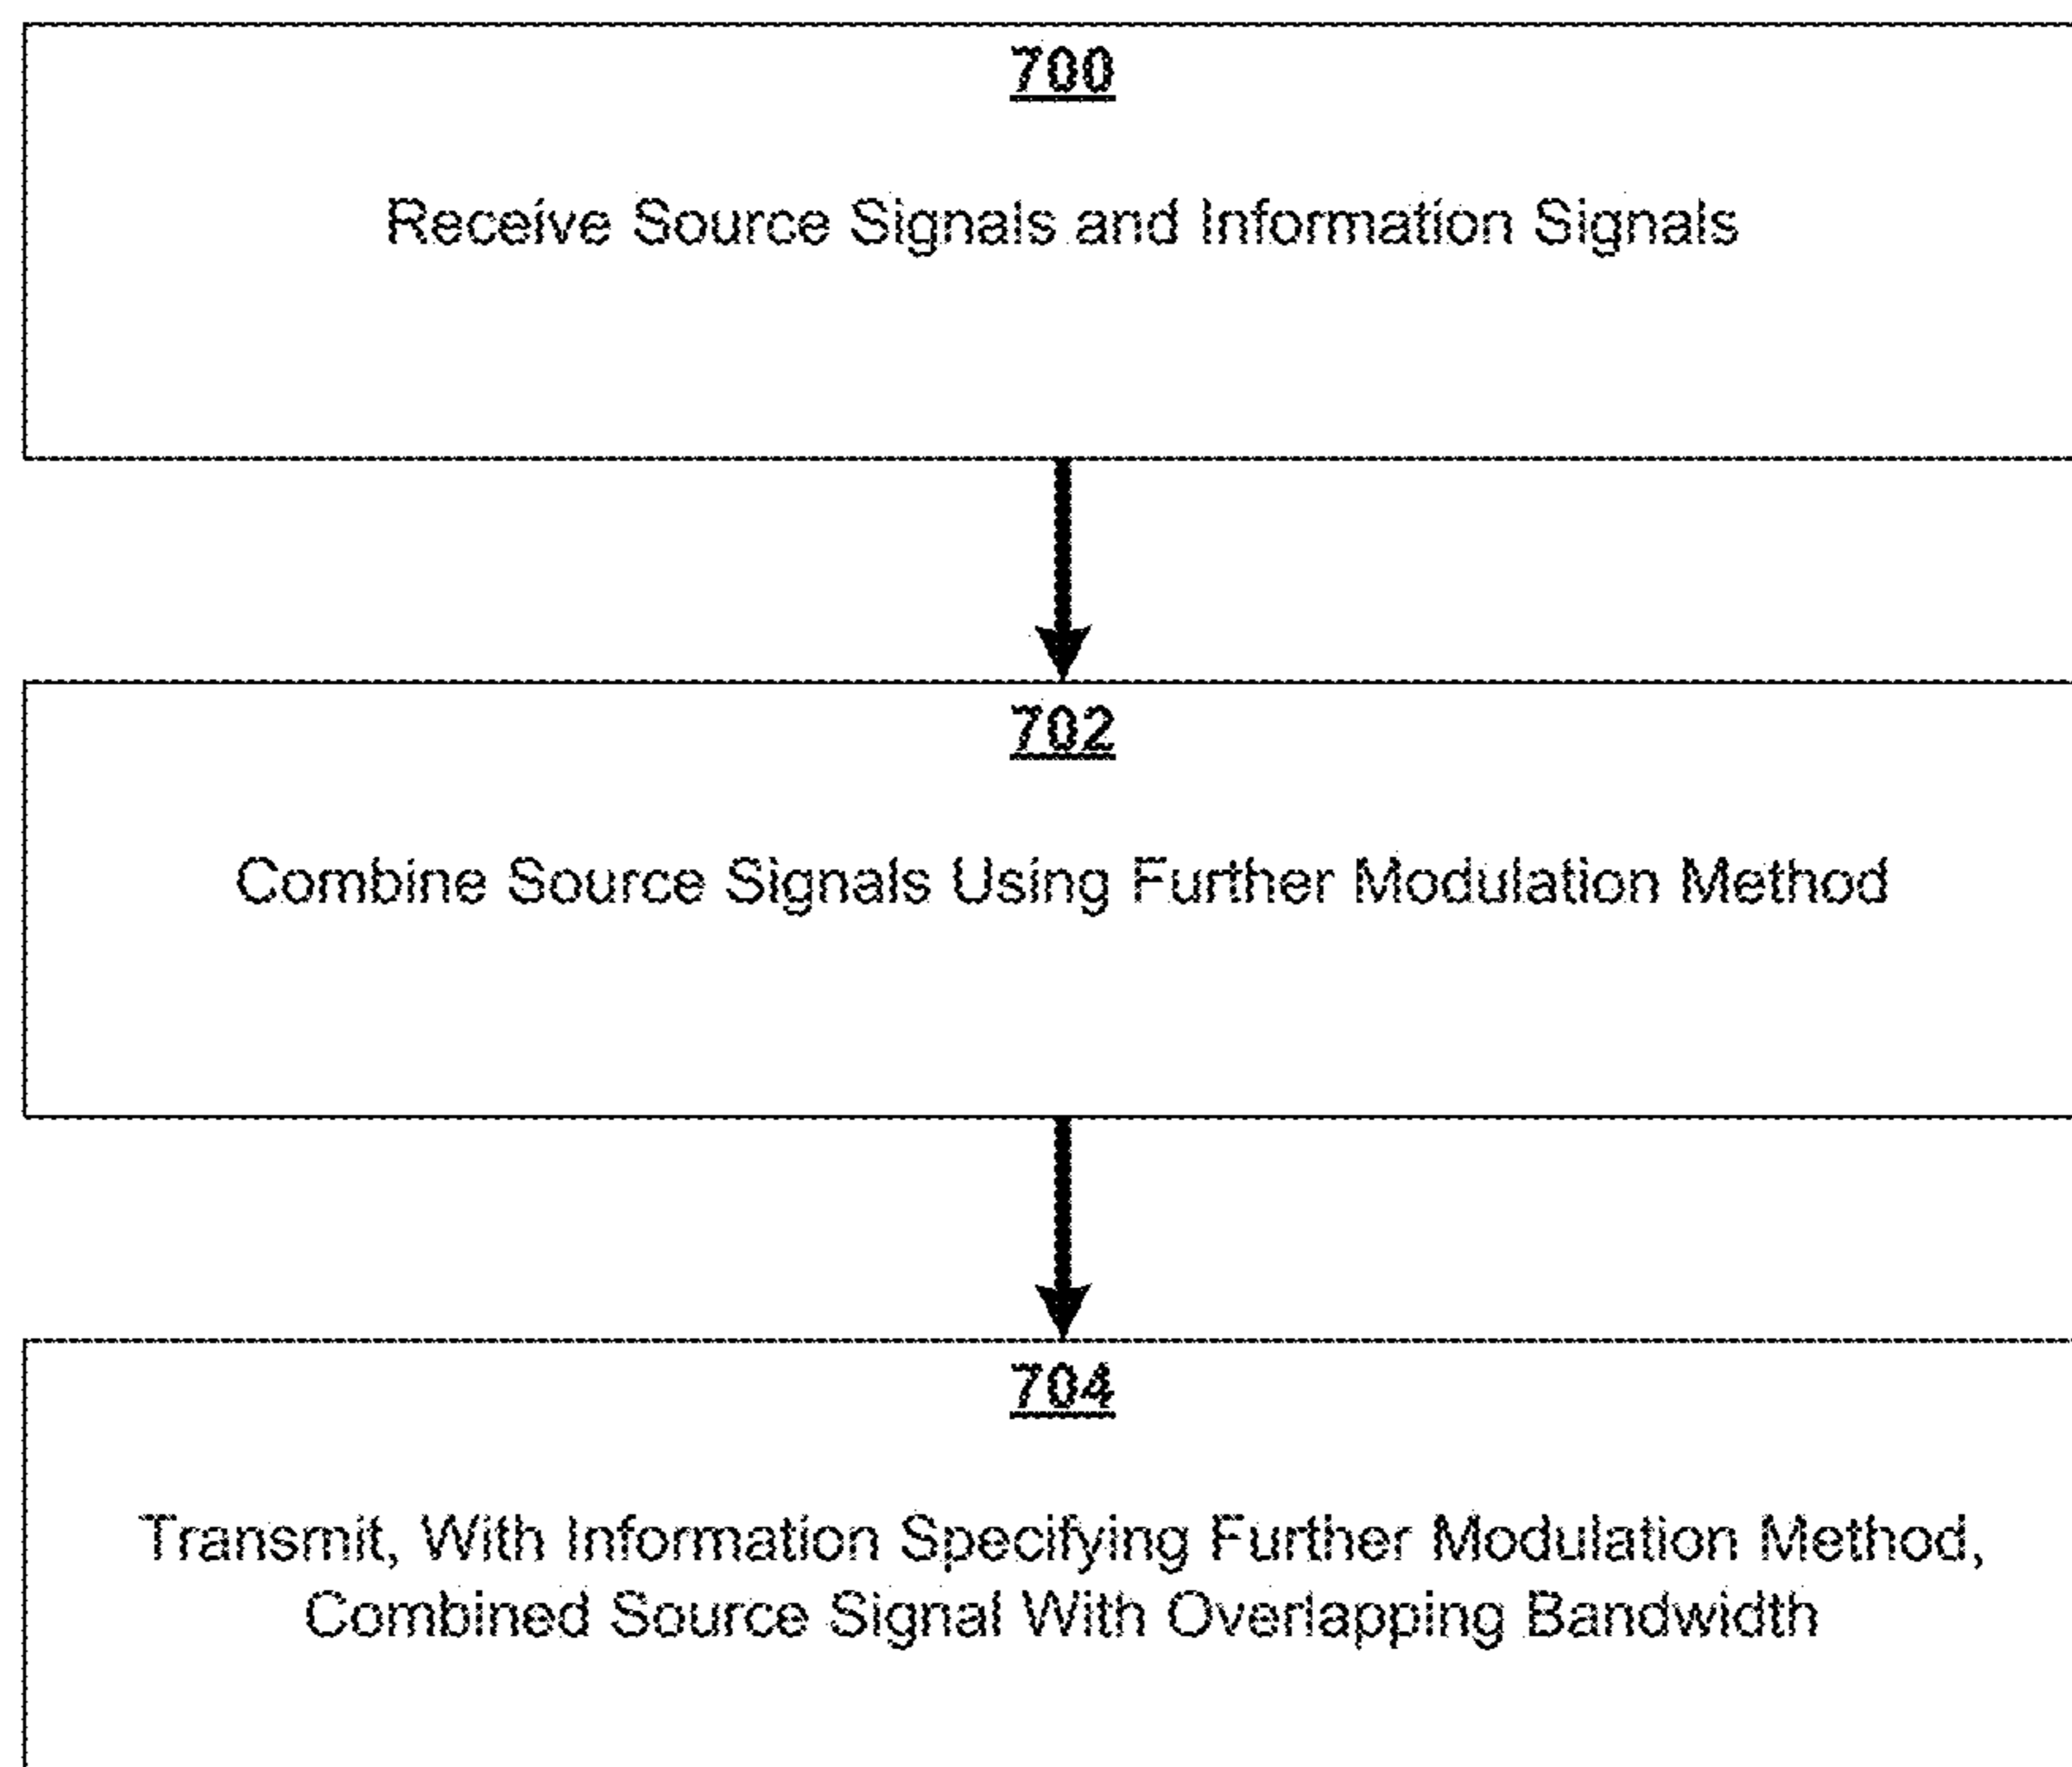 700
Receive Source Signals and Information Signals
702
Combine Source Signals Using Further Modulation Method
704
Transmit, With Information Specifying Further Modulation Method,
Combined Source Signal With Overlapping Bandwidth